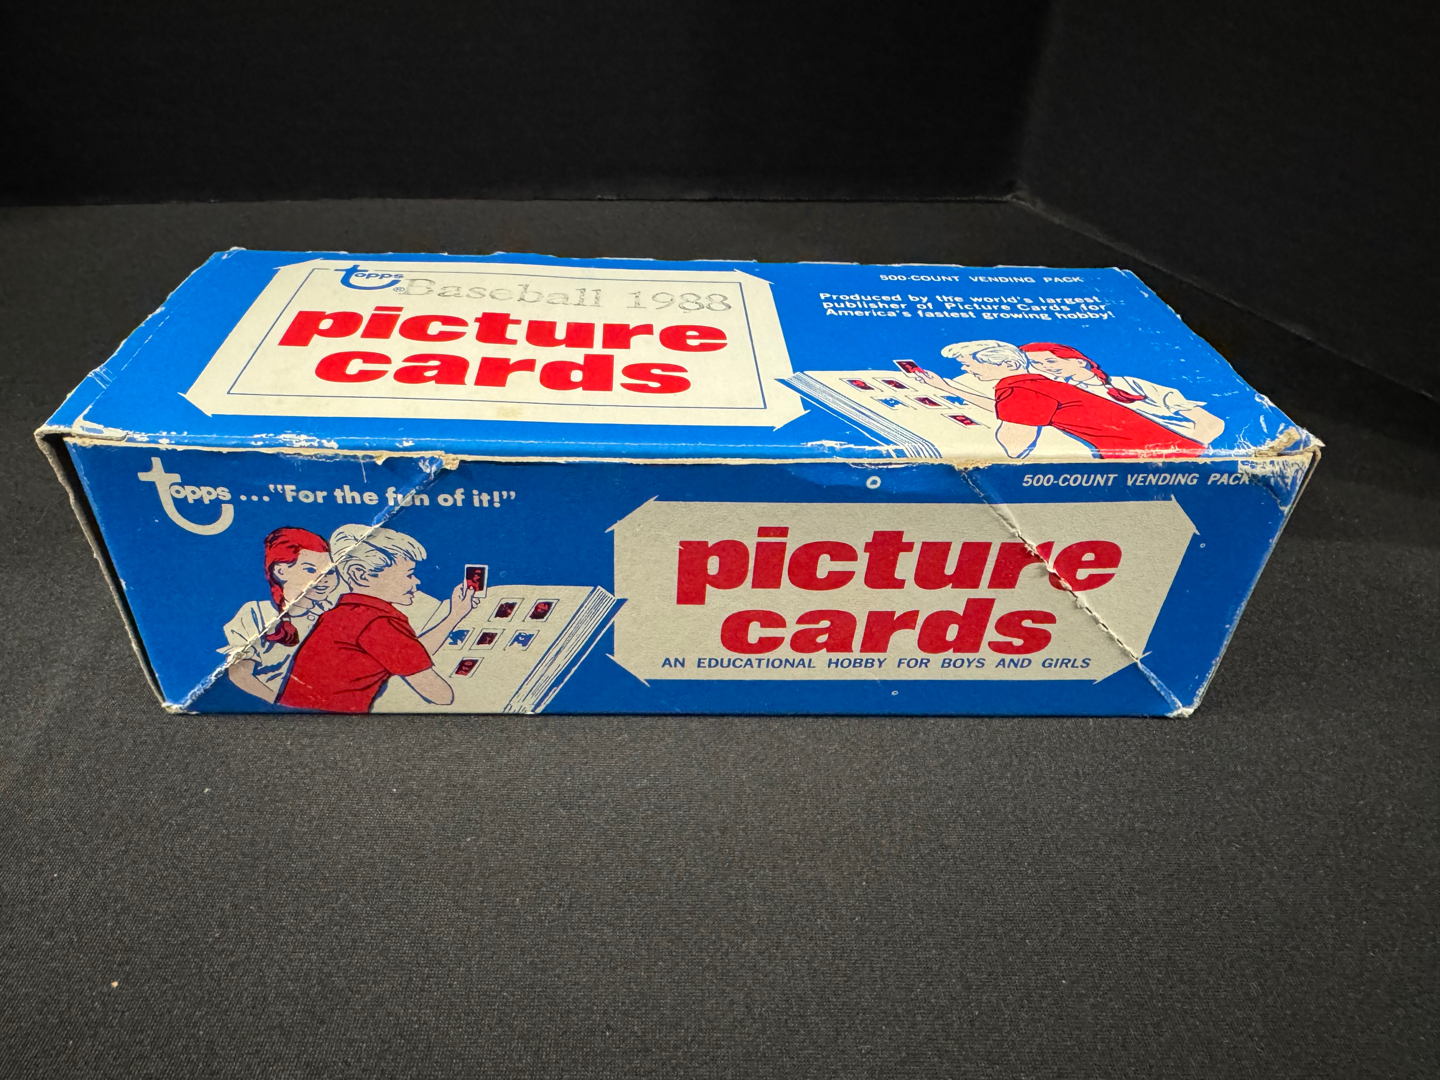 topps
®Baseball 1988
picture
cards
500-COUNT VENDING PACK
Produced by the world's largest
publisher of Picture Cards for
America's fastest growing hobby!
topps ..."For the fun of it!"
500-COUNT VENDING PACK
picture
cards
AN EDUCATIONAL HOBBY FOR BOYS AND GIRLS